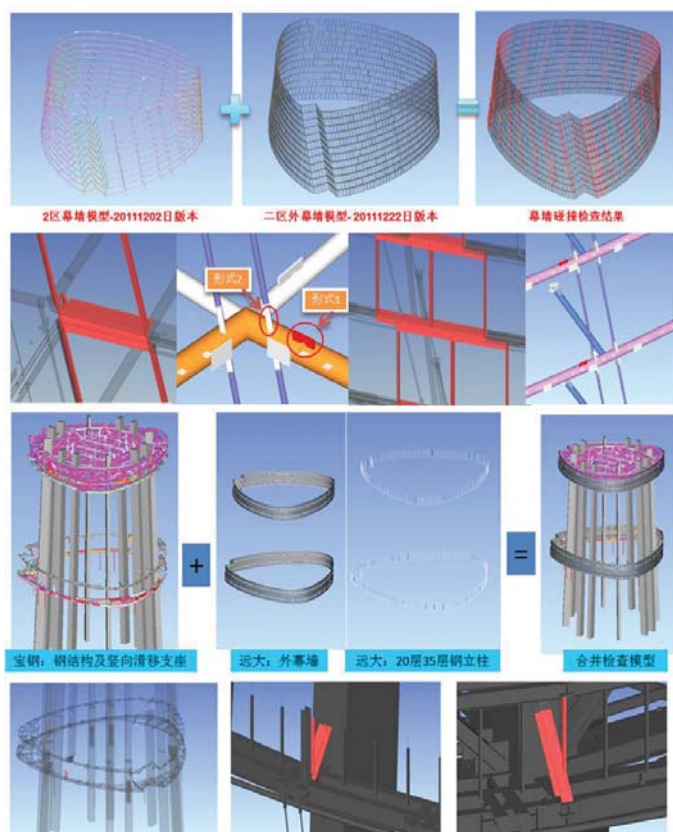 2区幕墙模型-20111202日版本
二区外幕墙模型-20111222日版本
幕墙碰撞检查结果
形式2
形式1
宝钢：钢结构及竖向滑移支座
远大：外幕墙
远大：20层35层钢立柱
合并检查模型